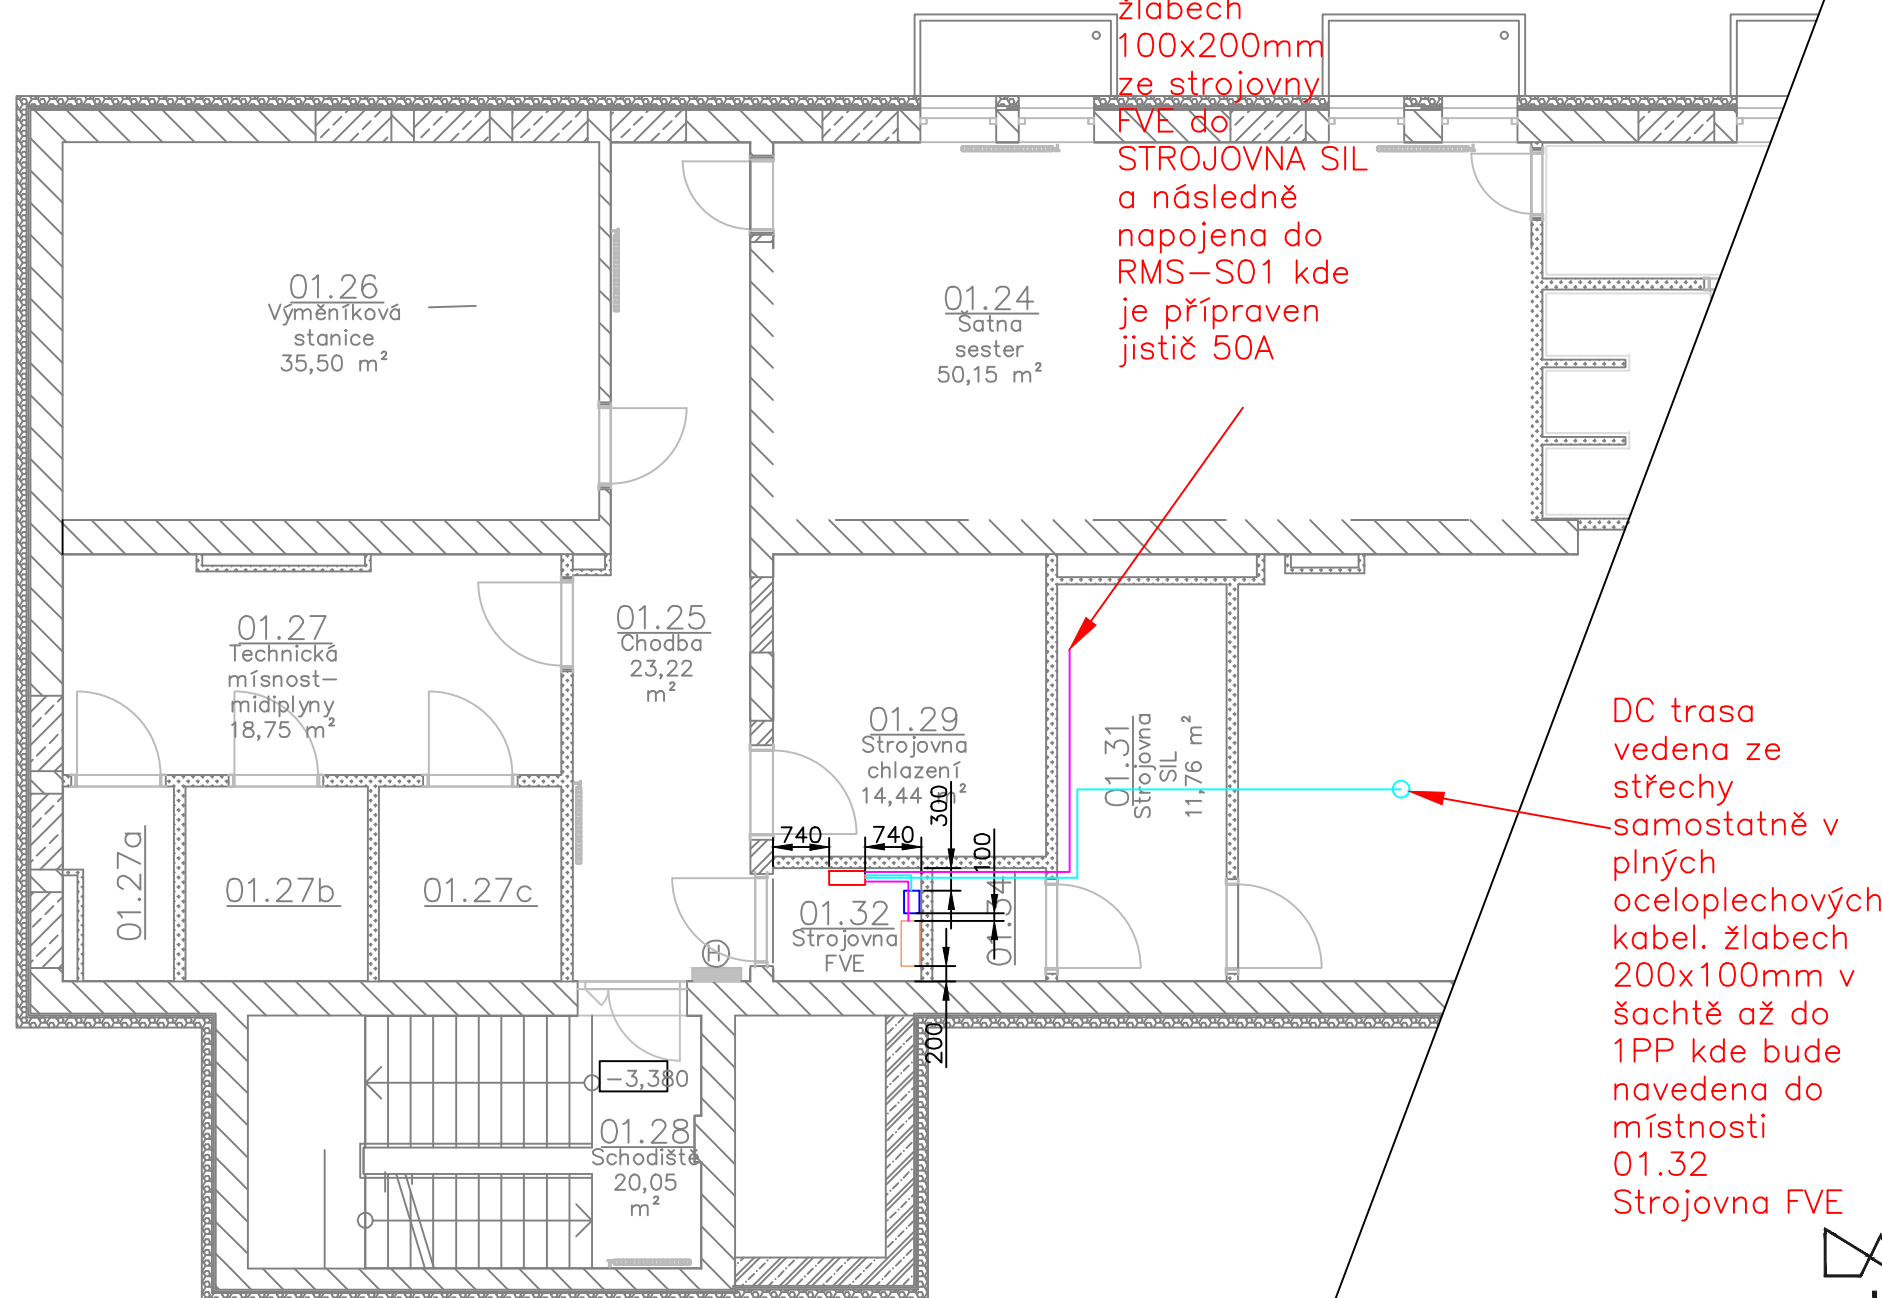 žlabech
100x200mm
ze strojovny
FVE do
STROJOVNA SIL
a následně
napojena do
RMS-S01 kde
je přípraven
jistič 50A
01.26
Výměníková
stanice
35,50 m²
01.24
Šatna
sester
50,15 m²
01.27
Technická
mísnost-
midiplyny
18,75 m²
01.25
Chodba
23,22
m²
01.29
Strojovna
chlazení
14,44 m²
01.31
Strojovna
SIL
11,76 m²
740
740
300
100
01.27a
01.27b
01.27c
01.32
Strojovna
FVE
01.34
H
200
-3,380
01.28
Schodiště
20,05
m²
DC trasa
vedena ze
střechy
samostatně v
plných
oceloplechových
kabel. žlabech
200x100mm v
šachtě až do
1PP kde bude
navedena do
místnosti
01.32
Strojovna FVE